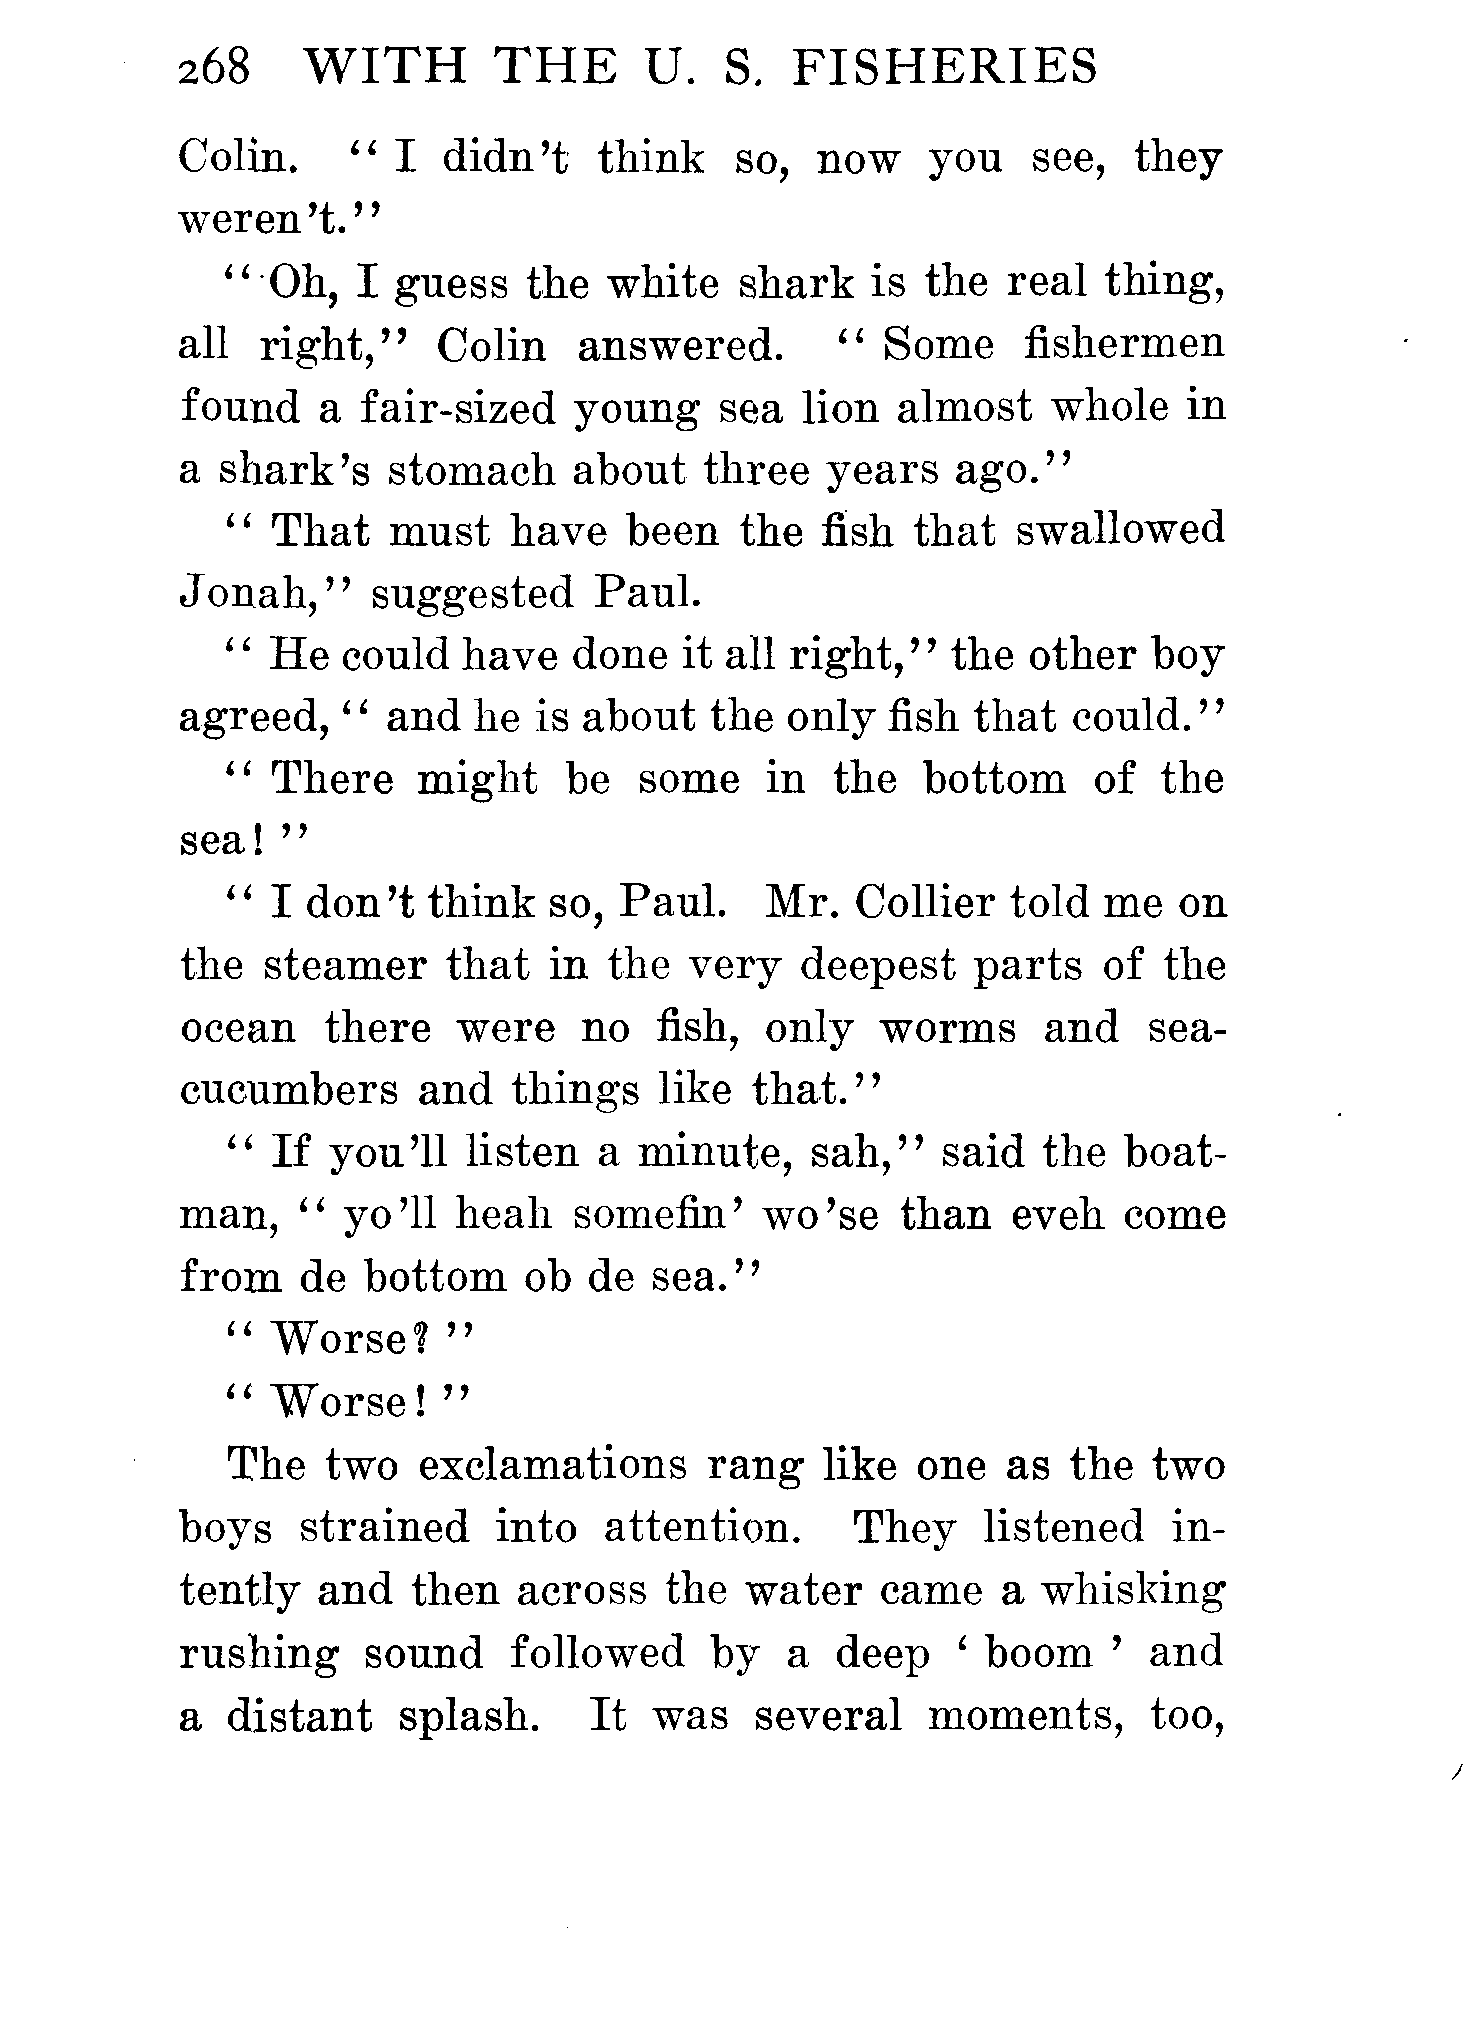 268 WITH THE U. S. FISHERIES
Colin. “ I didn’t think so, now you see, they
weren’t.”
“ Oh, I guess the white shark is the real thing,
all right,” Colin answered. “ Some fishermen
found a fair-sized young sea lion almost whole in
a shark’s stomach about three years ago.”
“ That must have been the fish that swallowed
Jonah,” suggested Paul.
“ He could have done it all right,” the other boy
agreed, “ and he is about the only fish that could.”
“ There might be some in the bottom of the
sea! ”
“ I don’t think so, Paul. Mr. Collier told me on
the steamer that in the very deepest parts of the
ocean there were no fish, only worms and sea-
cucumbers and things like that.”
“ If you’ll listen a minute, sah,” said the boat-
man, “ yo’ll heah somefin’ wo’se than eveh come
from de bottom ob de sea.”
“ Worse? ”
“ Worse! ”
The two exclamations rang like one as the two
boys strained into attention. They listened in-
tently and then across the water came a whisking
rushing sound followed by a deep ‘ boom ’ and
a distant splash. It was several moments, too,